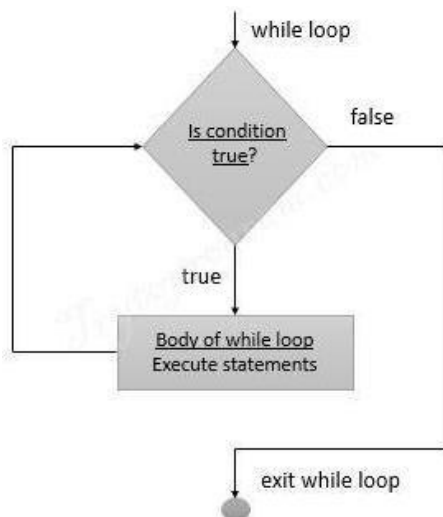 while loop
Is condition
true?
false
true
Body of while loop
Execute statements
exit while loop